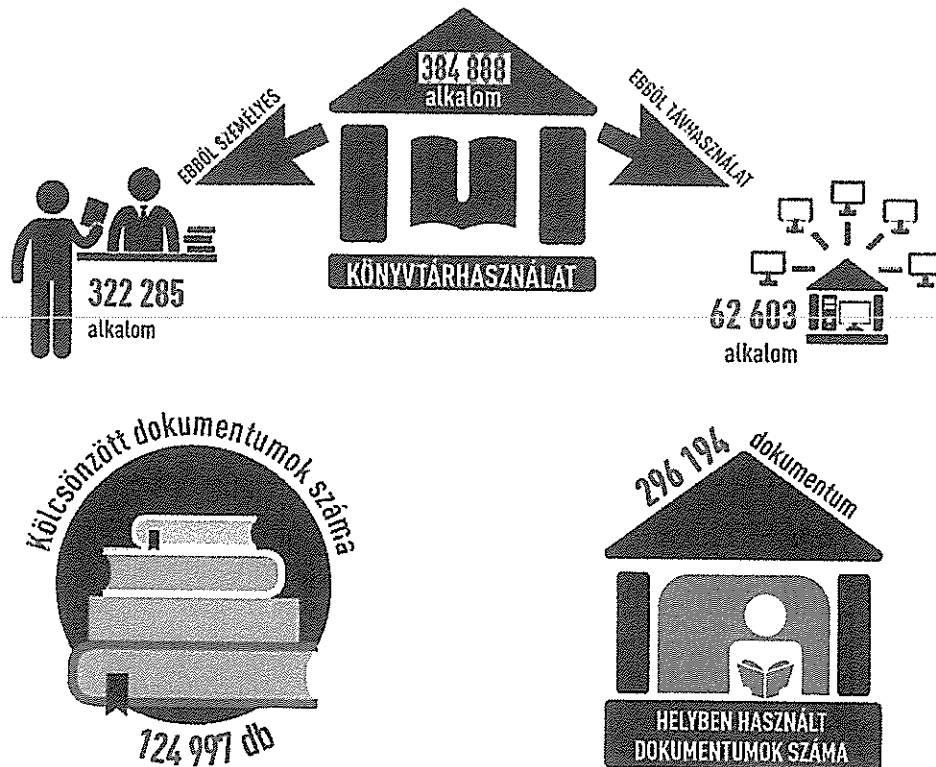 384 888
alkalom
EBBŐL SZEMÉLYES
EBBŐL TÁVHASZNÁLAT
KÖNYVTÁRHASZNÁLAT
322 285
alkalom
62 603
alkalom
Kölcsönzött dokumentumok száma
124 997 db
296 194 dokumentum
HELYBEN HASZNÁLT
DOKUMENTUMOK SZÁMA